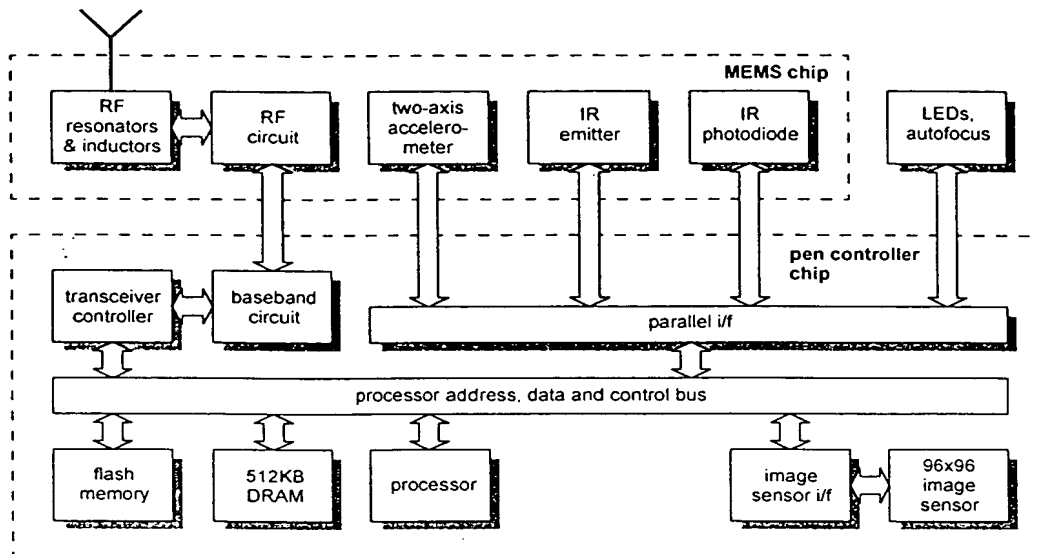 MEMS chip
RF
resonators
& inductors
RF
circuit
two-axis
accelero-
meter
IR
emitter
IR
photodiode
LEDs,
autofocus
pen controller
chip
transceiver
controller
baseband
circuit
parallel i/f
processor address, data and control bus
flash
memory
512KB
DRAM
processor
image
sensor i/f
96x96
image
sensor